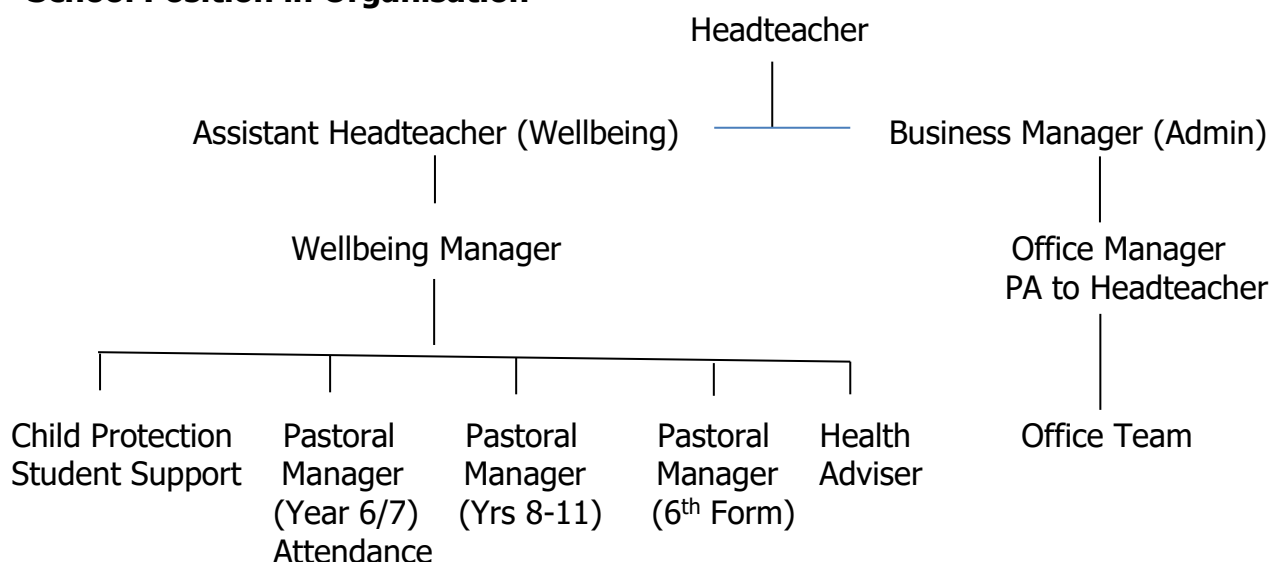 School Position in Organisation
Headteacher
Assistant Headteacher (Wellbeing) Business Manager (Admin)
Wellbeing Manager Office Manager
PA to Headteacher
Child Protection Pastoral Pastoral Pastoral Health Office Team
Student Support Manager Manager Manager Adviser
(Year 6/7) (Yrs 8-11) (6th Form)
Attendance